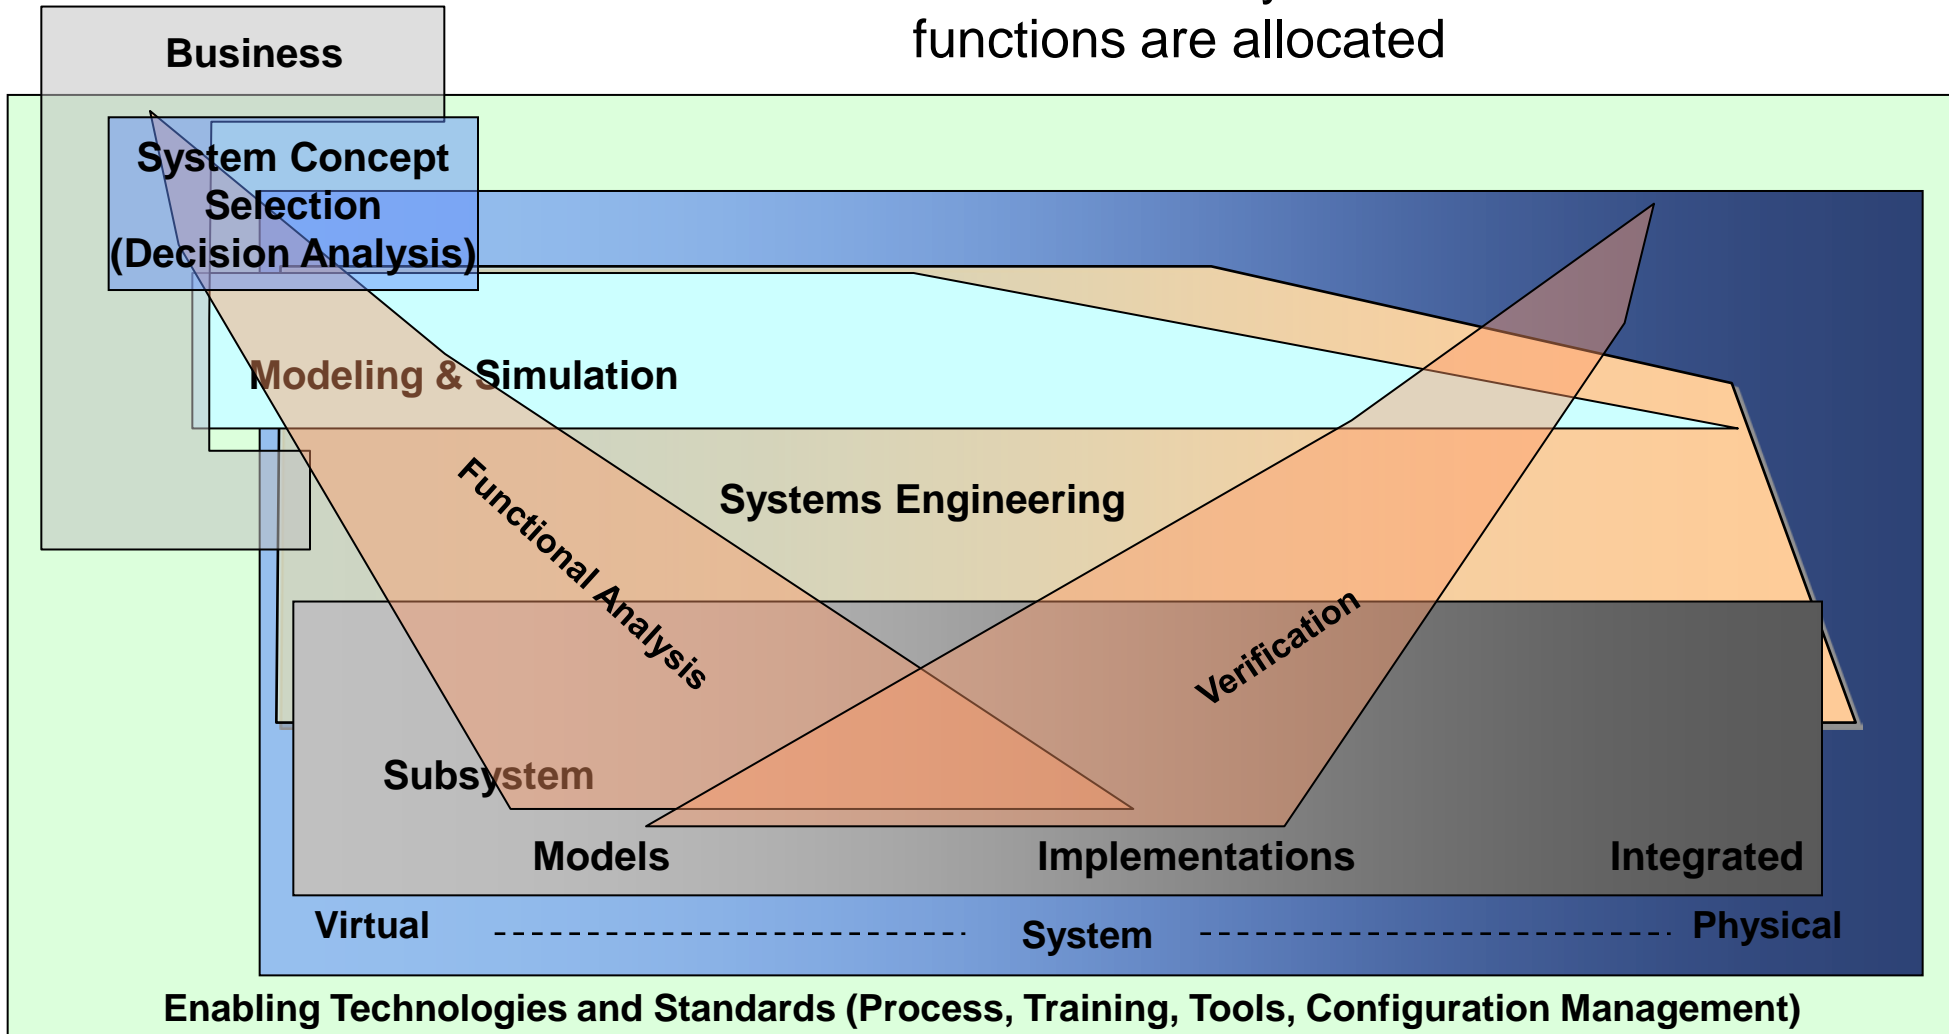 functions are allocated
Business
System Concept
Selection
(Decision Analysis)
Modeling & Simulation
Functional Analysis
Systems Engineering
Verification
Subsystem
Models
Implementations
Integrated
Virtual
System
Physical
Enabling Technologies and Standards (Process, Training, Tools, Configuration Management)